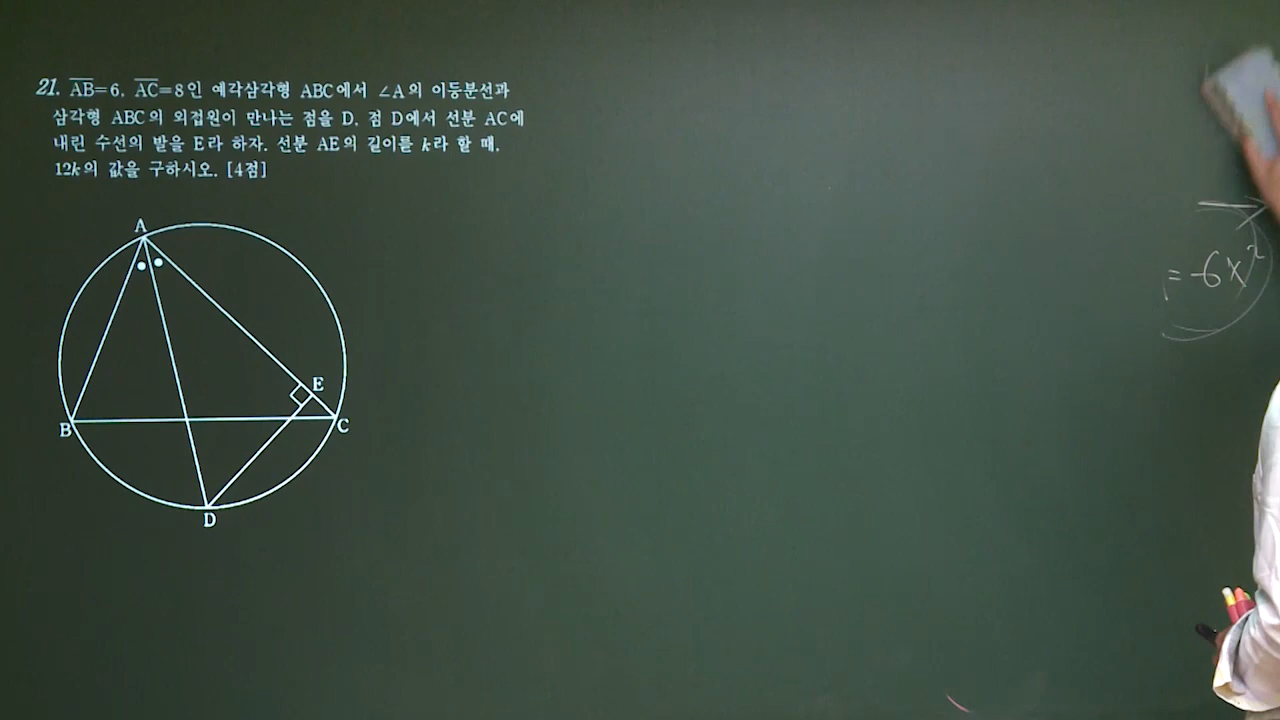 21. AB=6, AC=8인 예각삼각형 ABC에서 ∠A의 이등분선과
삼각형 ABC의 외접원이 만나는 점을 D, 점 D에서 선분 AC에
내린 수선의 발을 E라 하자. 선분 AE의 길이를 k라 할 때,
12k의 값을 구하시오. [4점]
A
E
B
C
D
= -6x²